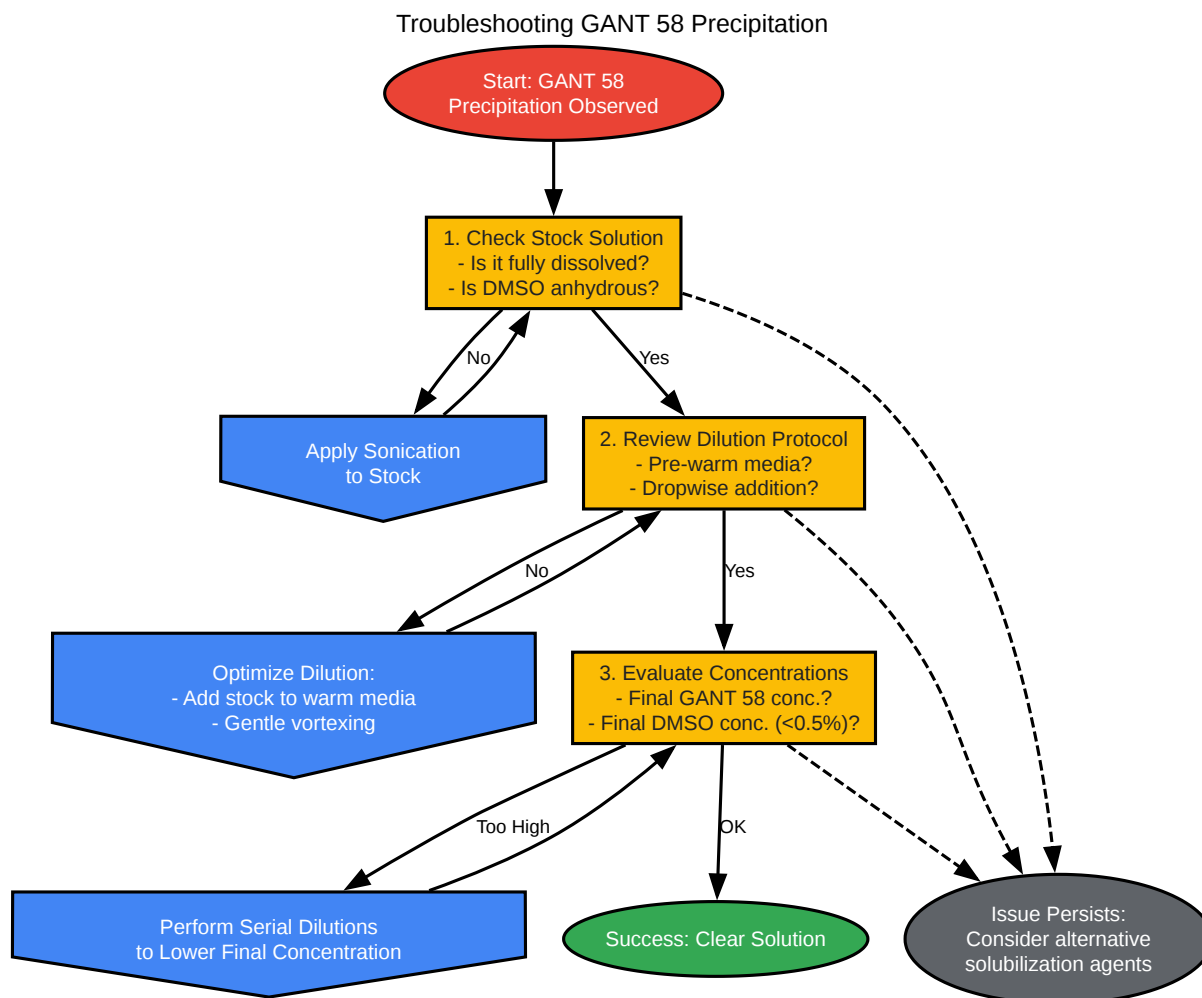 Troubleshooting GANT 58 Precipitation
Start: GANT 58
Precipitation Observed
1. Check Stock Solution
- Is it fully dissolved?
- Is DMSO anhydrous?
No
Yes
Apply Sonication
to Stock
2. Review Dilution Protocol
- Pre-warm media?
- Dropwise addition?
No
Yes
Optimize Dilution:
- Add stock to warm media
- Gentle vortexing
3. Evaluate Concentrations
- Final GANT 58 conc.?
- Final DMSO conc. (<0.5%)?
Too High
OK
Perform Serial Dilutions
to Lower Final Concentration
Success: Clear Solution
Issue Persists:
Consider alternative
solubilization agents